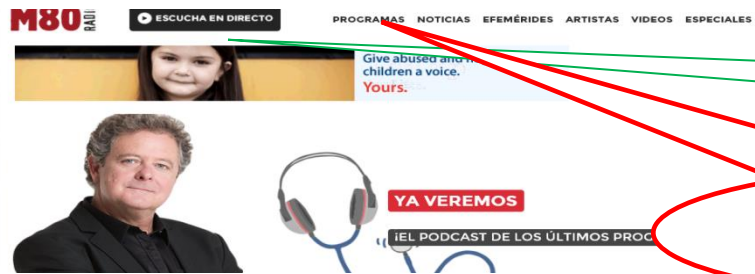 M80 RADIO
ESCUCHA EN DIRECTO
PROGRAMAS NOTICIAS EFEMÉRIDES ARTISTAS VIDEOS ESPECIALES
Give abused and
children a voice.
Yours.
YA VEREMOS
¡EL PODCAST DE LOS ÚLTIMOS PROG